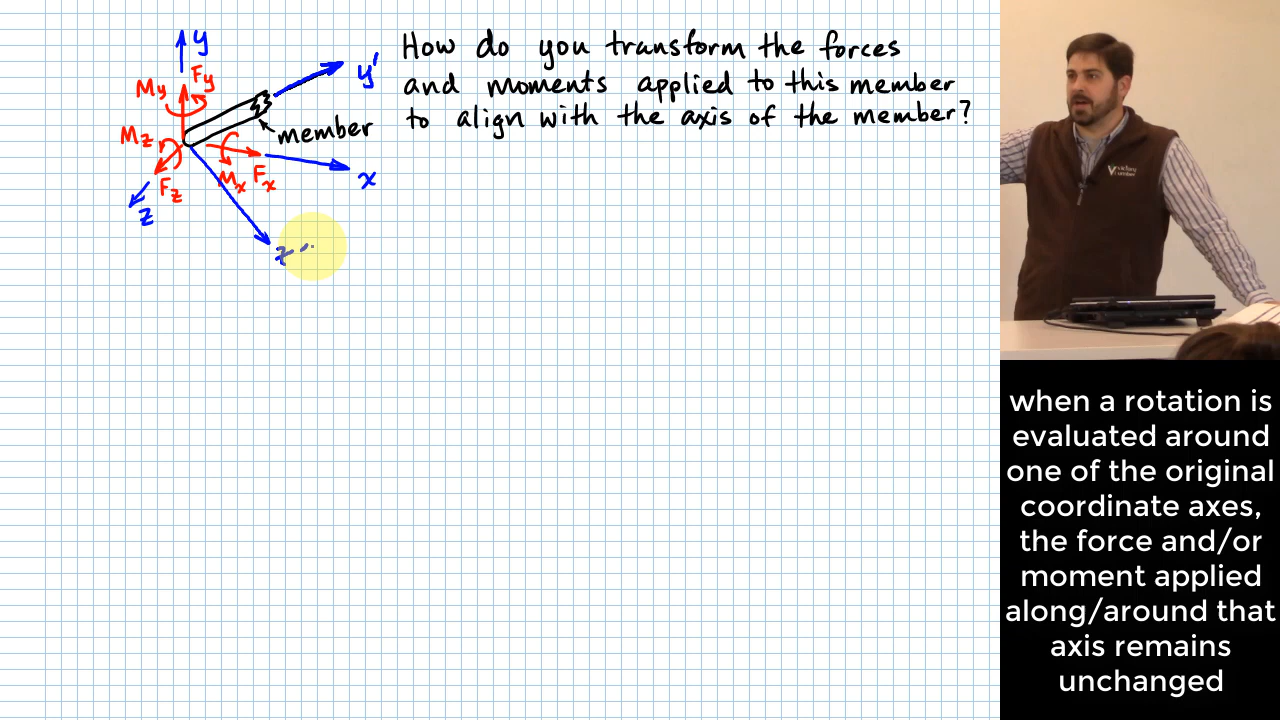 y
How do you transform the forces
y'
Fy
My
and moments applied to this member
to align with the axis of the member?
Mz
member
Fz
Mx
Fx
x
z
z
Victory
Lumber
when a rotation is
evaluated around
one of the original
coordinate axes,
the force and/or
moment applied
along/around that
axis remains
unchanged